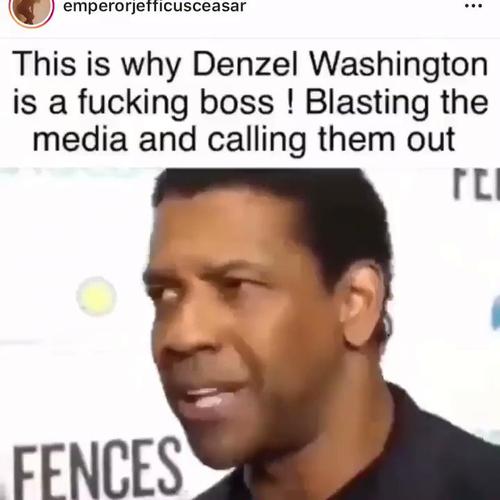 emperorjefficusceasar
This is why Denzel Washington
is a fucking boss ! Blasting the
media and calling them out
FENCES